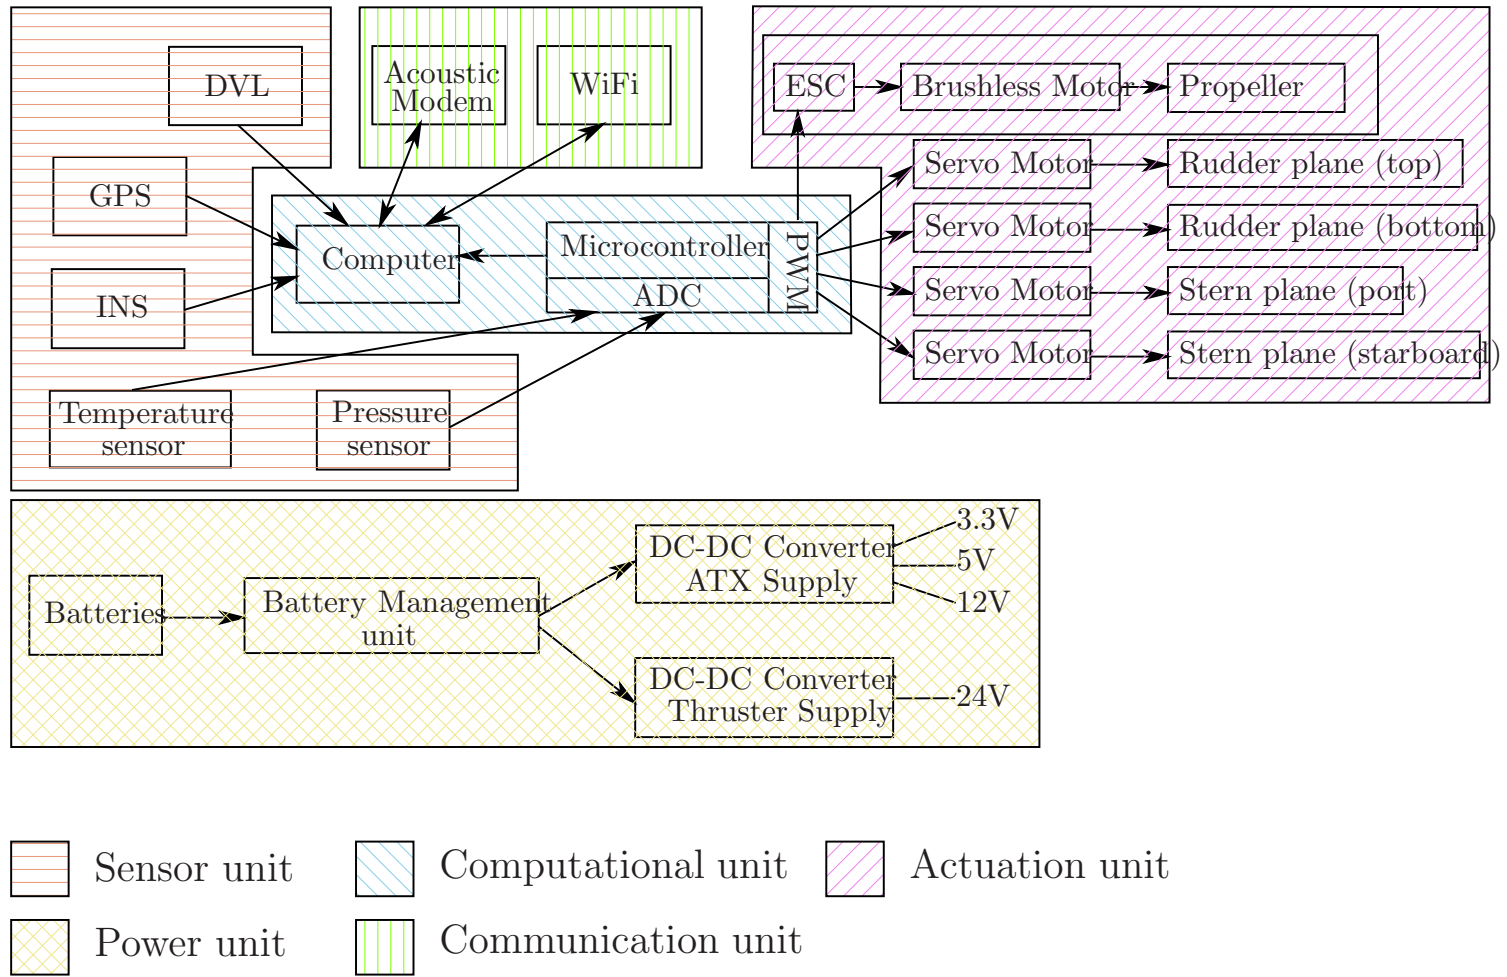 DVL
Acoustic
Modem
WiFi
ESC
Brushless Motor
Propeller
GPS
Servo Motor
Rudder plane (top)
Computer
Microcontroller
PWM
ADC
Servo Motor
Rudder plane (bottom)
INS
Servo Motor
Stern plane (port)
Servo Motor
Stern plane (starboard)
Temperature
sensor
Pressure
sensor
Batteries
Battery Management
unit
DC-DC Converter
ATX Supply
3.3V
5V
12V
DC-DC Converter
Thruster Supply
24V
Sensor unit
Computational unit
Actuation unit
Power unit
Communication unit